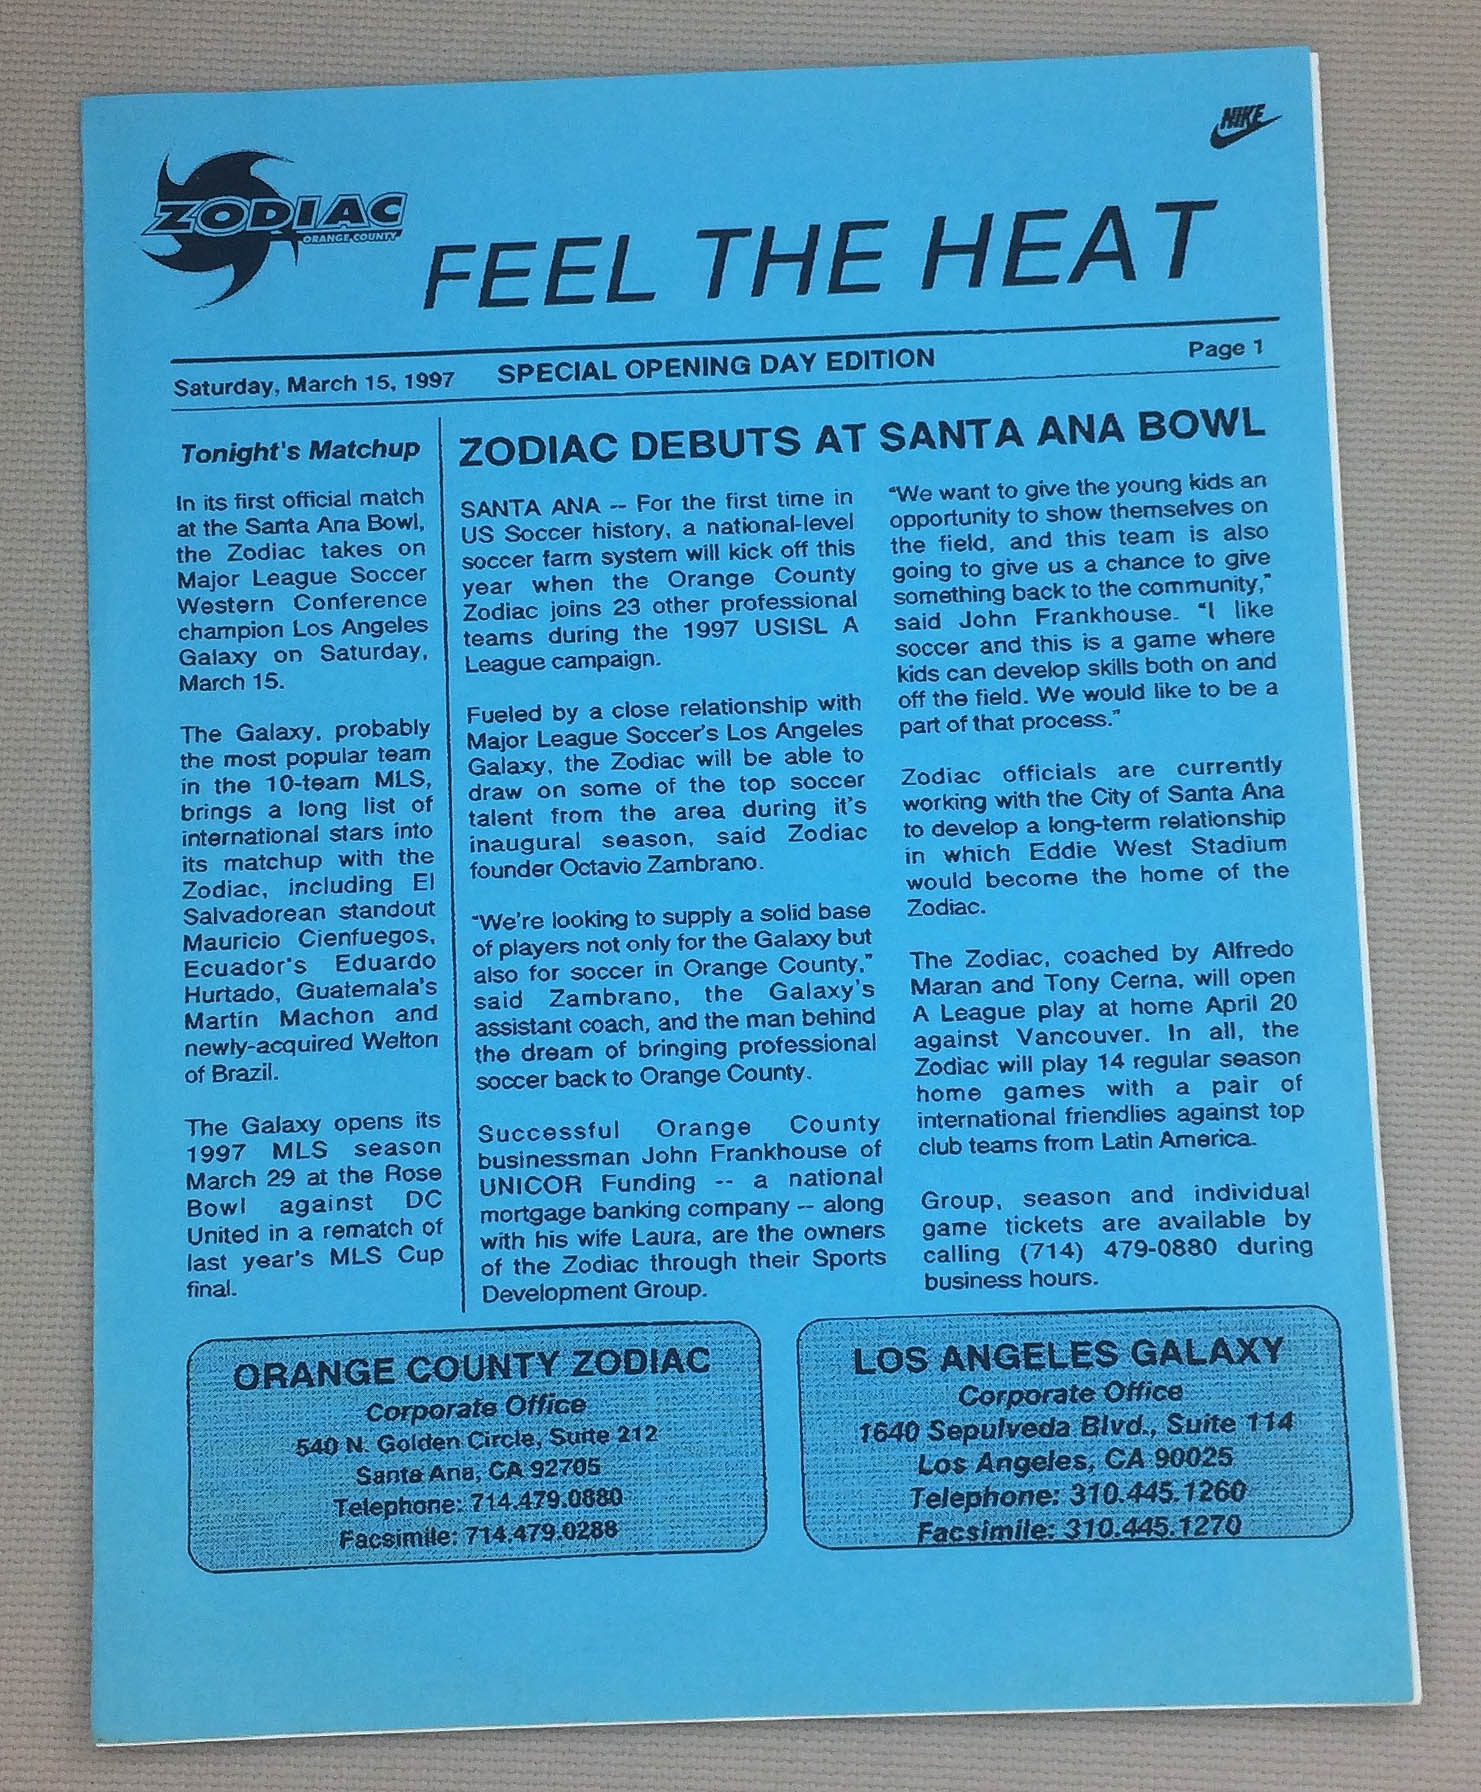 NIKE
ZODIAC
ORANGE COUNTY
FEEL THE HEAT
Saturday, March 15, 1997
SPECIAL OPENING DAY EDITION
Page 1
Tonight's Matchup
In its first official match
at the Santa Ana Bowl,
the Zodiac takes on
Major League Soccer
Western Conference
champion Los Angeles
Galaxy on Saturday,
March 15.
The Galaxy, probably
the most popular team
in the 10-team MLS,
brings a long list of
international stars into
its matchup with the
Zodiac, including El
Salvadorean standout
Mauricio Cienfuegos,
Ecuador's Eduardo
Hurtado, Guatemala's
Martin Machon and
newly-acquired Welton
of Brazil.
The Galaxy opens its
1997 MLS season
March 29 at the Rose
Bowl against DC
United in a rematch of
last year's MLS Cup
final.
ZODIAC DEBUTS AT SANTA ANA BOWL
SANTA ANA -- For the first time in
US Soccer history, a national-level
soccer farm system will kick off this
year when the Orange County
Zodiac joins 23 other professional
teams during the 1997 USISL A
League campaign.
Fueled by a close relationship with
Major League Soccer's Los Angeles
Galaxy, the Zodiac will be able to
draw on some of the top soccer
talent from the area during it's
inaugural season, said Zodiac
founder Octavio Zambrano.
"We're looking to supply a solid base
of players not only for the Galaxy but
also for soccer in Orange County,"
said Zambrano, the Galaxy's
assistant coach, and the man behind
the dream of bringing professional
soccer back to Orange County.
Successful Orange County
businessman John Frankhouse of
UNICOR Funding -- a national
mortgage banking company -- along
with his wife Laura, are the owners
of the Zodiac through their Sports
Development Group.
"We want to give the young kids an
opportunity to show themselves on
the field, and this team is also
going to give us a chance to give
something back to the community,"
said John Frankhouse. "I like
soccer and this is a game where
kids can develop skills both on and
off the field. We would like to be a
part of that process."
Zodiac officials are currently
working with the City of Santa Ana
to develop a long-term relationship
in which Eddie West Stadium
would become the home of the
Zodiac.
The Zodiac, coached by Alfredo
Maran and Tony Cerna, will open
A League play at home April 20
against Vancouver. In all, the
Zodiac will play 14 regular season
home games with a pair of
international friendlies against top
club teams from Latin America.
Group, season and individual
game tickets are available by
calling (714) 479-0880 during
business hours.
ORANGE COUNTY ZODIAC
Corporate Office
540 N. Golden Circle, Suite 212
Santa Ana, CA 92705
Telephone: 714.479.0880
Facsimile: 714.479.0288
LOS ANGELES GALAXY
Corporate Office
1640 Sepulveda Blvd., Suite 114
Los Angeles, CA 90025
Telephone: 310.445.1260
Facsimile: 310.445.1270